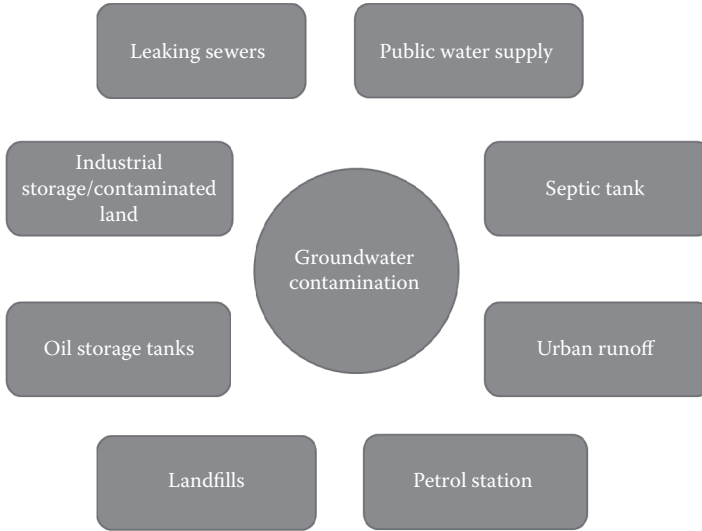 Leaking sewers
Public water supply
Industrial
storage/contaminated
land
Septic tank
Groundwater
contamination
Oil storage tanks
Urban runoff
Landfills
Petrol station